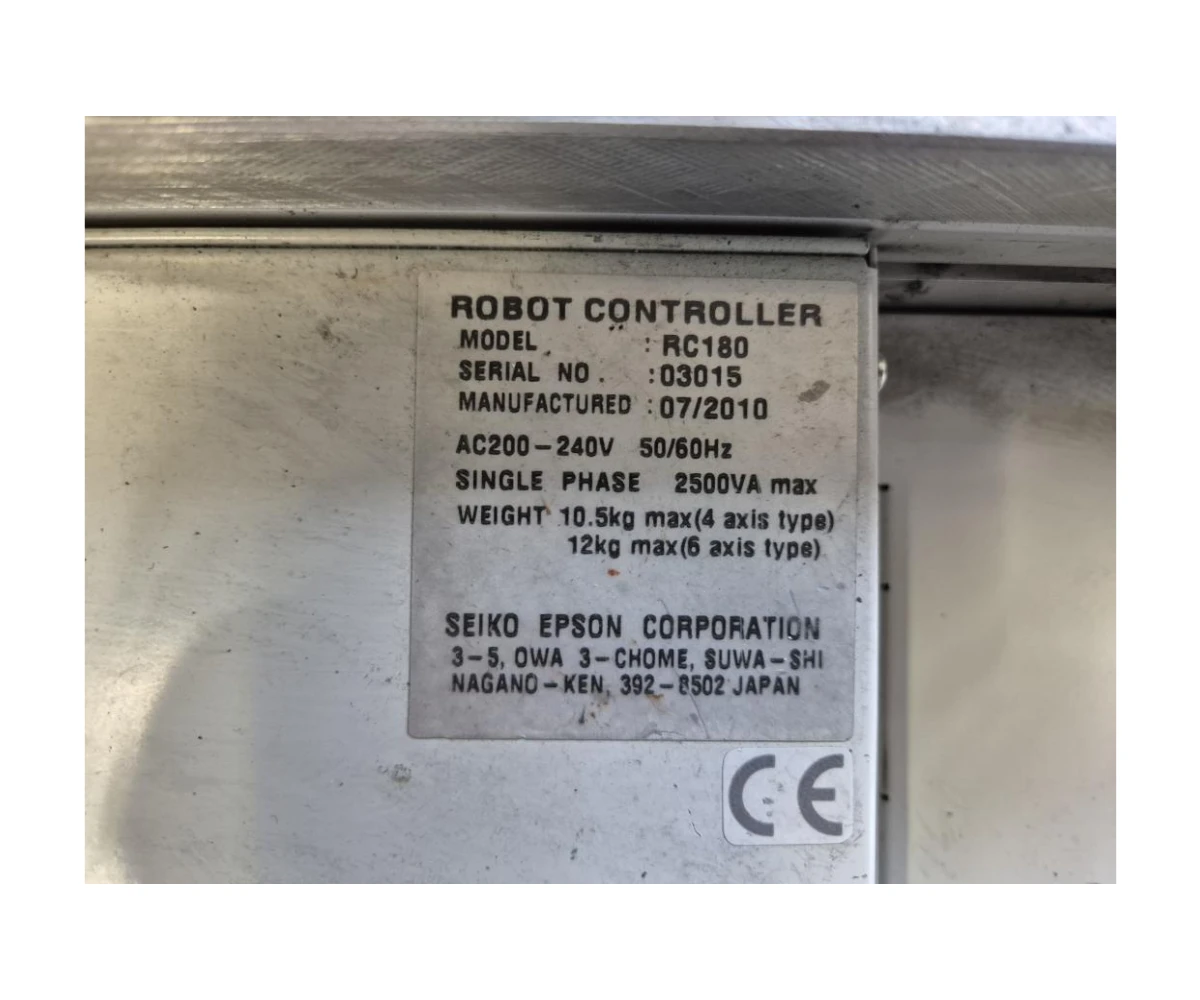 ROBOT CONTROLLER
MODEL : RC180
SERIAL NO. :03015
MANUFACTURED :07/2010
AC200-240V 50/60Hz
SINGLE PHASE 2500VA max
WEIGHT 10.5kg max(4 axis type)
12kg max(6 axis type)
SEIKO EPSON CORPORATION
3-5, OWA 3-CHOME, SUWA-SHI
NAGANO-KEN, 392-8502 JAPAN
CE